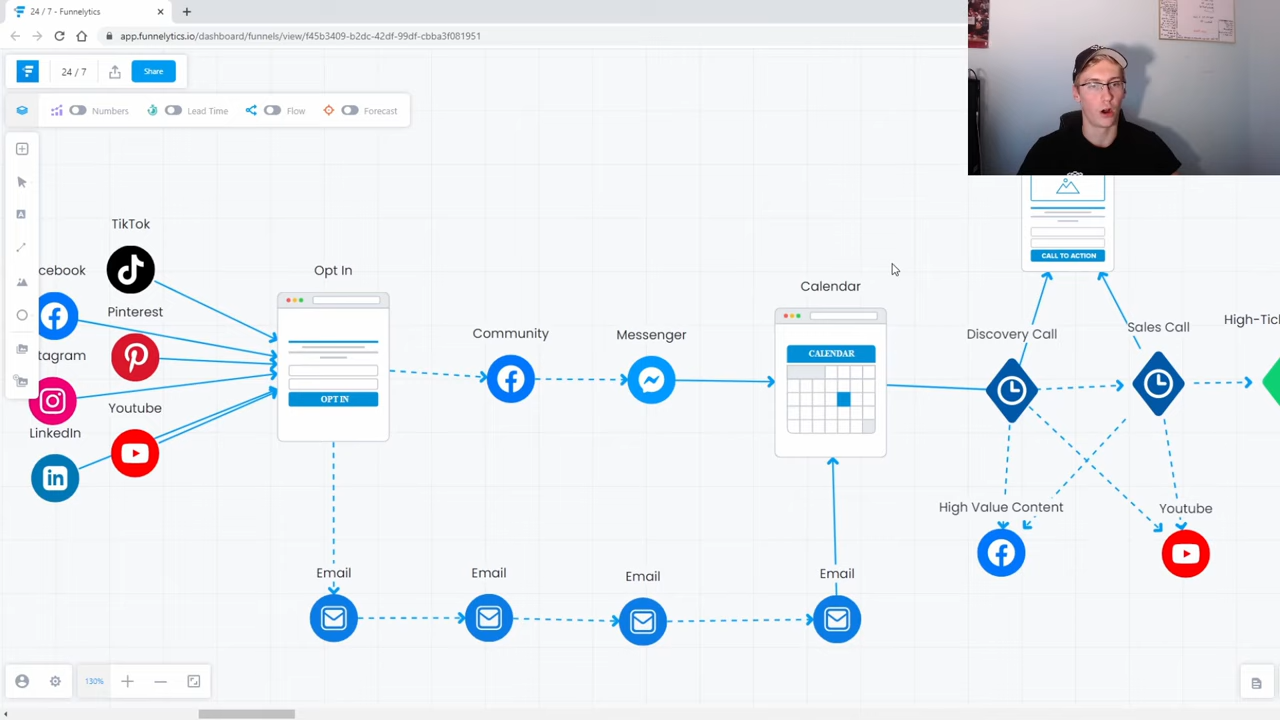 24 / 7 - Funnelytics
app.funnelytics.io/dashboard/funnels/view/f45b3409-b2dc-42df-99df-cbba3f081951
24 / 7
Share
Numbers
Lead Time
Flow
Forecast
TikTok
cebook
Pinterest
tagram
Youtube
LinkedIn
Opt In
OPT IN
Community
Messenger
Calendar
CALENDAR
CALL TO ACTION
Discovery Call
Sales Call
High-Tick
High Value Content
Youtube
Email
Email
Email
Email
130%